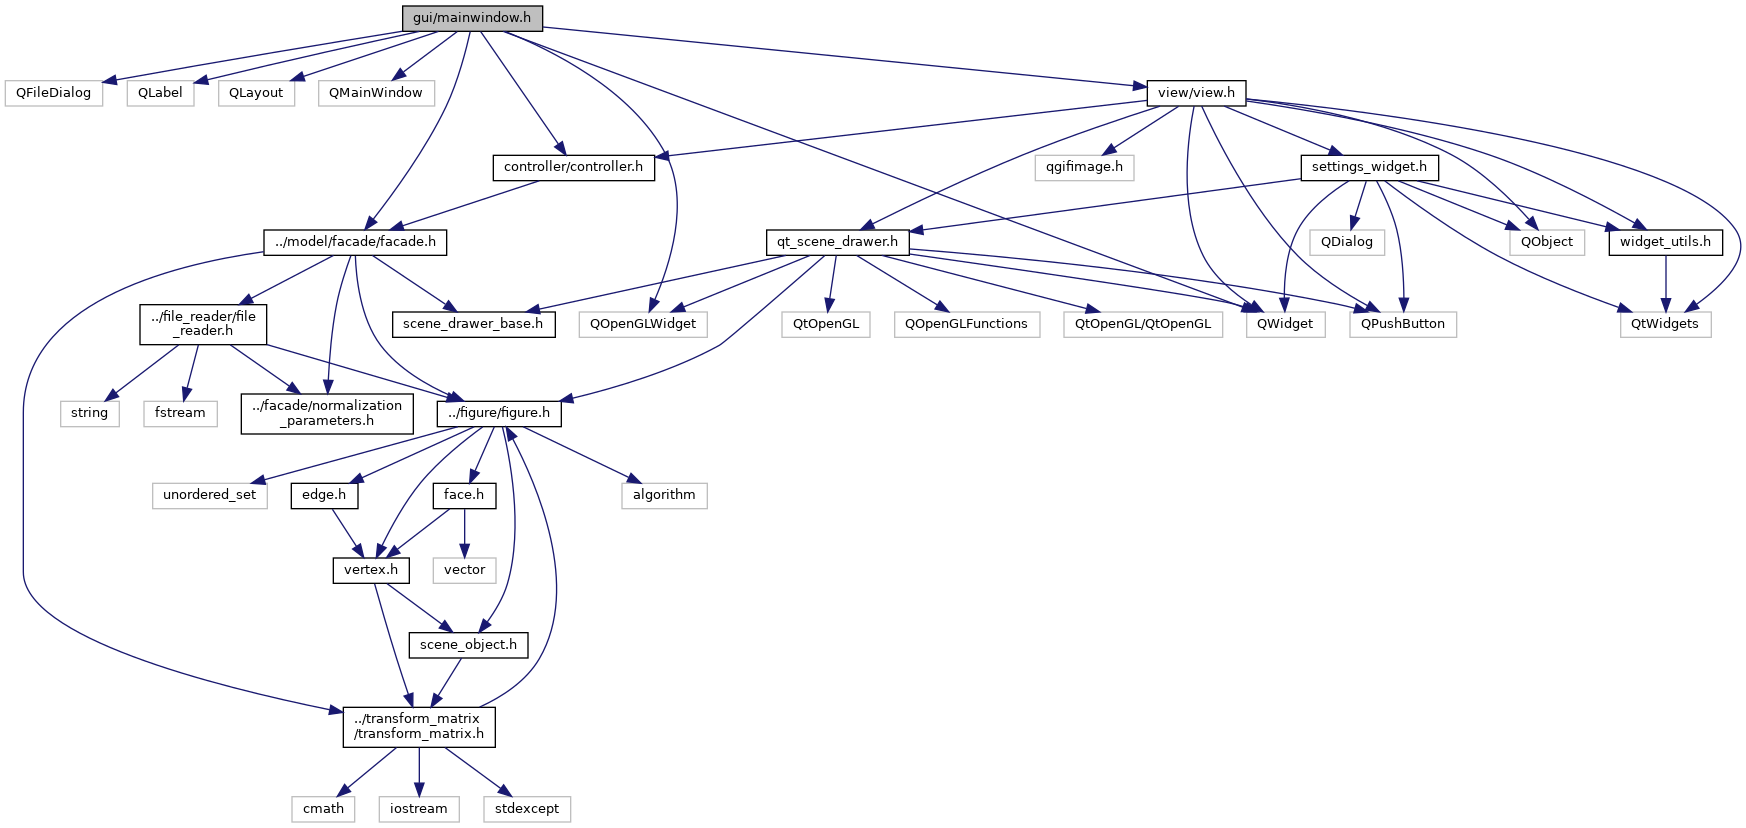 gui/mainwindow.h
QFileDialog
QLabel
QLayout
QMainWindow
view/view.h
controller/controller.h
qgifimage.h
settings_widget.h
../model/facade/facade.h
qt_scene_drawer.h
QDialog
QObject
widget_utils.h
../file_reader/file
_reader.h
scene_drawer_base.h
QOpenGLWidget
QtOpenGL
QOpenGLFunctions
QtOpenGL/QtOpenGL
QWidget
QPushButton
QtWidgets
string
fstream
../facade/normalization
_parameters.h
../figure/figure.h
unordered_set
edge.h
face.h
algorithm
vertex.h
vector
scene_object.h
../transform_matrix
/transform_matrix.h
cmath
iostream
stdexcept